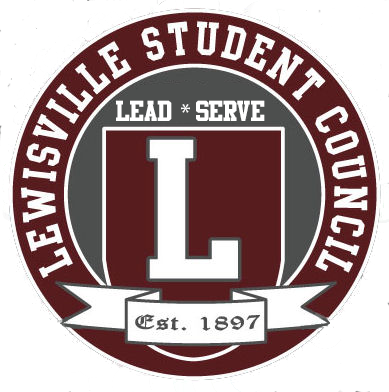 LEWISVILLE STUDENT COUNCIL
LEAD * SERVE
L
Est. 1897